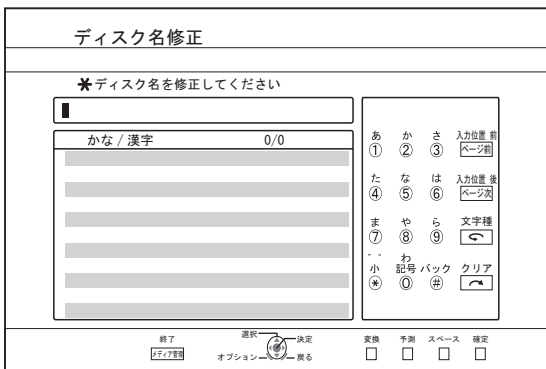 ディスク名修正
✱ディスク名を修正してください
かな / 漢字 0/0
あ か さ 入力位置 前
① ② ③ ページ前
た な は 入力位置 後
④ ⑤ ⑥ ページ次
ま や ら 文字種
⑦ ⑧ ⑨
゛゜ わ
小 記号 バック クリア
✱ 0 #
終了 選択 決定 変換 予測 スペース 確定
メディア管理 オプション 戻る